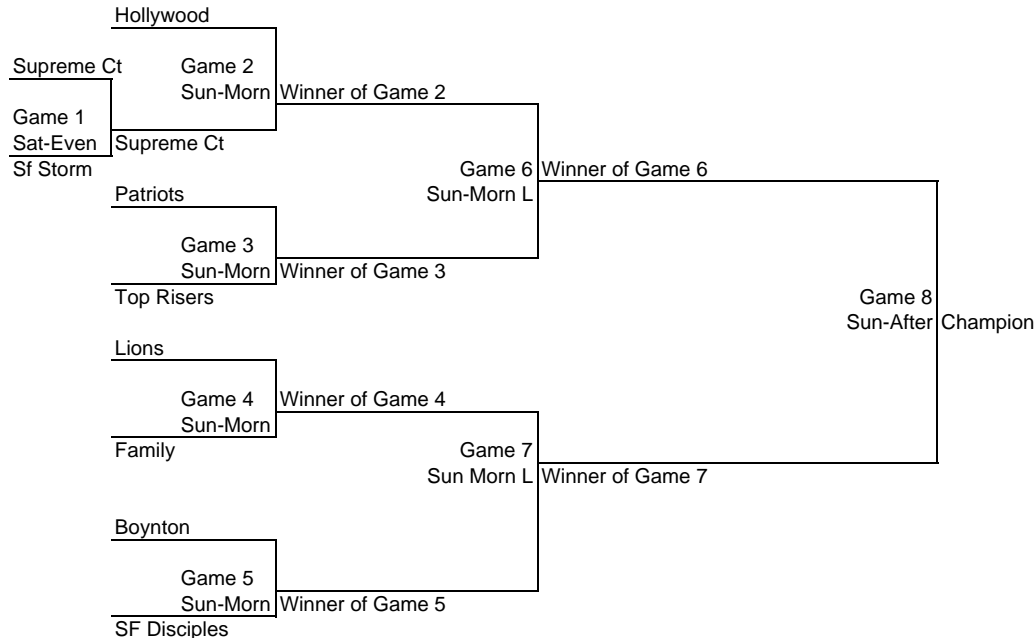 Hollywood
Supreme Ct
Game 2
Sun-Morn
Winner of Game 2
Game 1
Sat-Even
Supreme Ct
Sf Storm
Game 6
Winner of Game 6
Sun-Morn L
Patriots
Game 3
Sun-Morn
Winner of Game 3
Top Risers
Game 8
Sun-After
Champion
Lions
Game 4
Winner of Game 4
Sun-Morn
Family
Game 7
Sun Morn L
Winner of Game 7
Boynton
Game 5
Sun-Morn
Winner of Game 5
SF Disciples